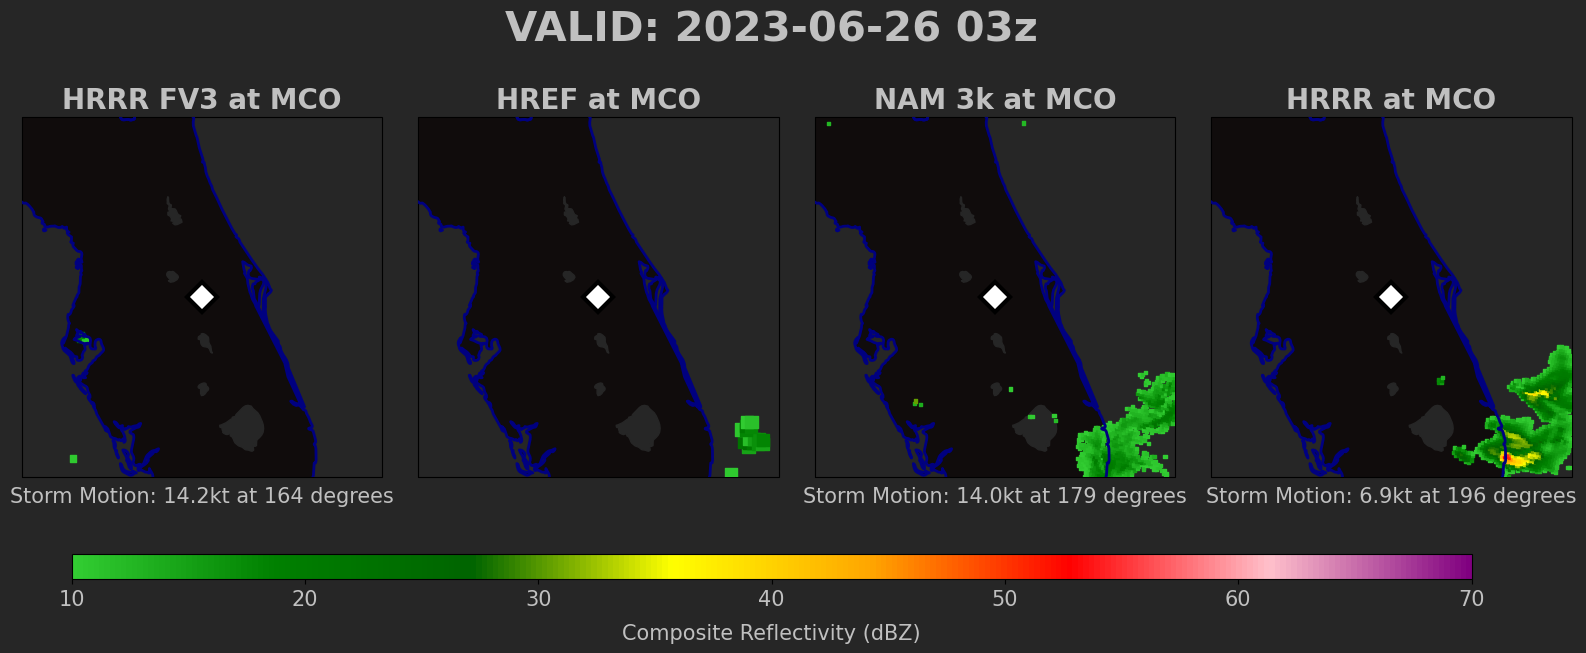 VALID: 2023-06-26 03z
HRRR FV3 at MCO
HREF at MCO
NAM 3k at MCO
HRRR at MCO
Storm Motion: 14.2kt at 164 degrees
Storm Motion: 14.0kt at 179 degrees
Storm Motion: 6.9kt at 196 degrees
10 20 30 40 50 60 70
Composite Reflectivity (dBZ)